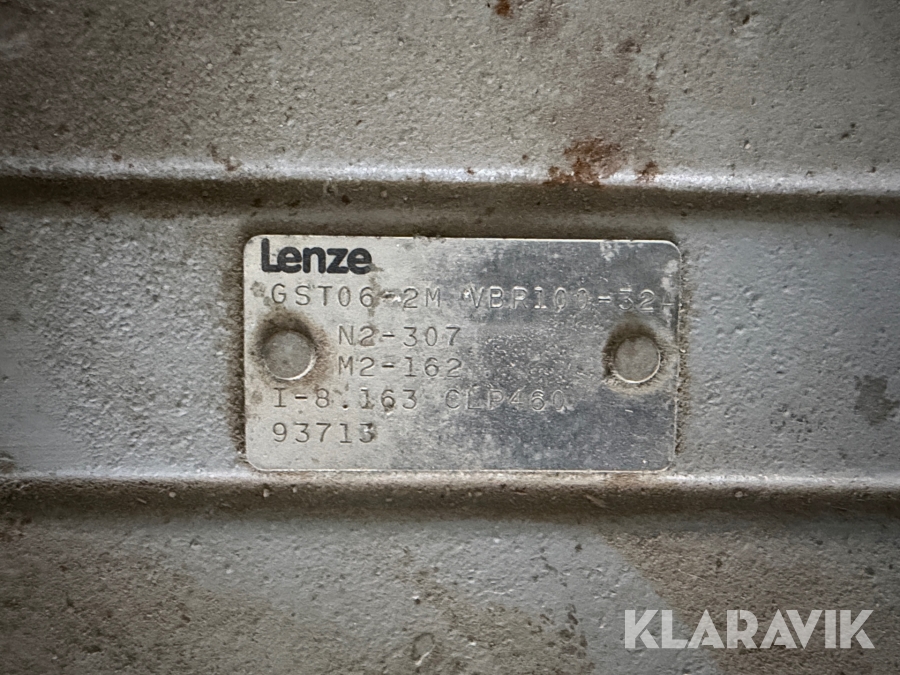 Lenze
GST06-2M VBR100-32
N2-307
M2-162
I-8.163 CLP460
93713
KLARAVIK